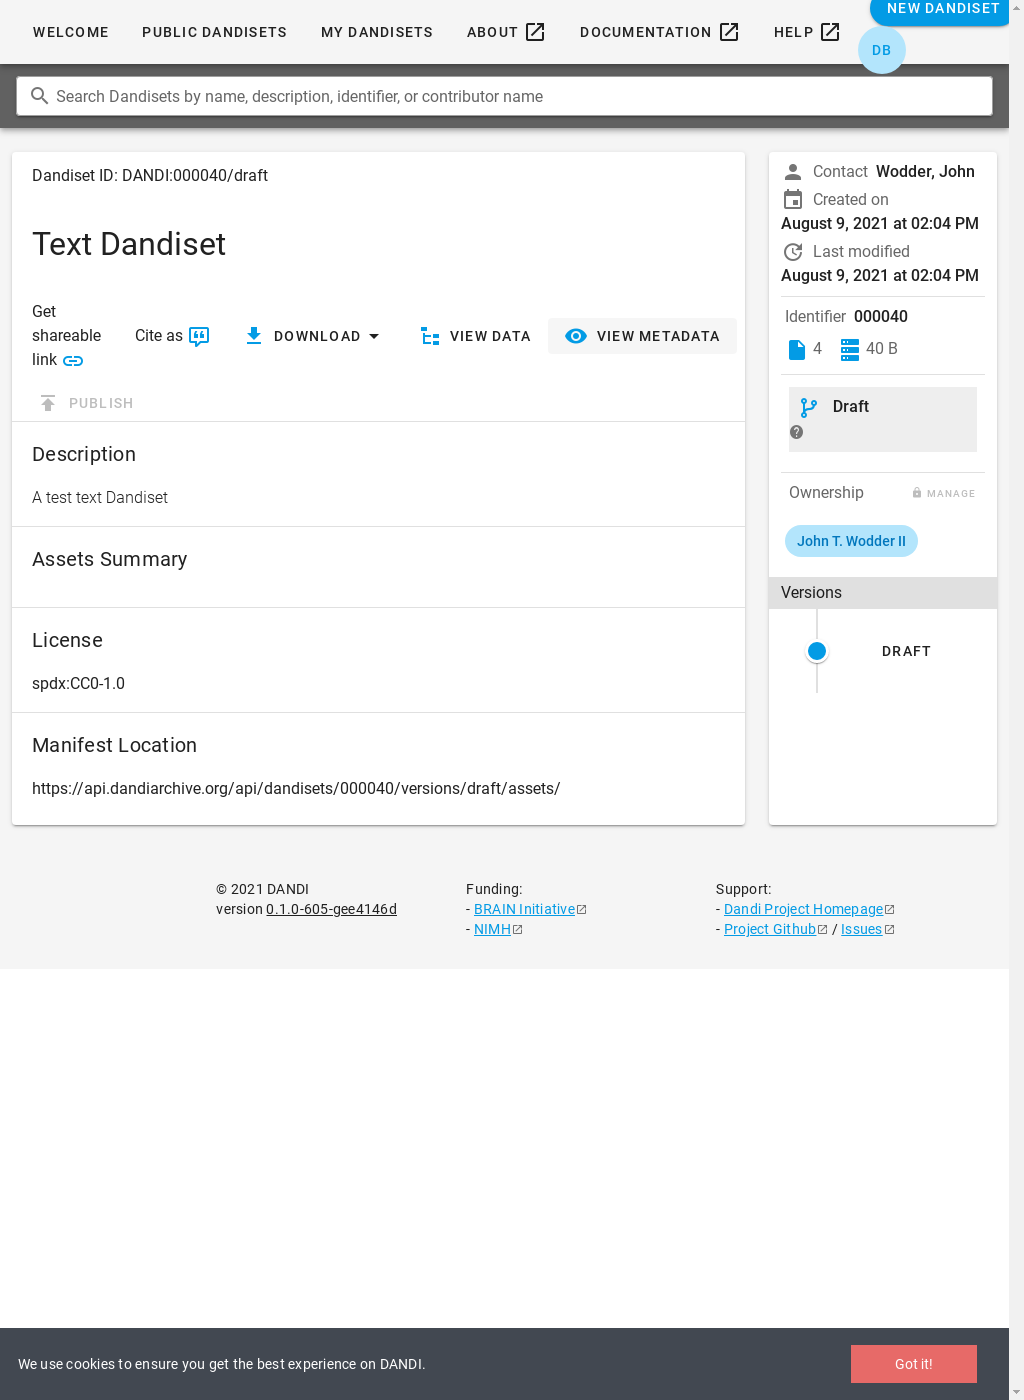 WELCOME
PUBLIC DANDISETS
MY DANDISETS
ABOUT
DOCUMENTATION
HELP
NEW DANDISET
DB
Search Dandisets by name, description, identifier, or contributor name
Dandiset ID: DANDI:000040/draft
Text Dandiset
Get
shareable
link
Cite as
DOWNLOAD
VIEW DATA
VIEW METADATA
PUBLISH
Description
A test text Dandiset
Assets Summary
License
spdx:CC0-1.0
Manifest Location
https://api.dandiarchive.org/api/dandisets/000040/versions/draft/assets/
Contact Wodder, John
Created on
August 9, 2021 at 02:04 PM
Last modified
August 9, 2021 at 02:04 PM
Identifier 000040
4 40 B
Draft
Ownership MANAGE
John T. Wodder II
Versions
DRAFT
© 2021 DANDI
version 0.1.0-605-gee4146d
Funding:
- BRAIN Initiative
- NIMH
Support:
- Dandi Project Homepage
- Project Github / Issues
We use cookies to ensure you get the best experience on DANDI.
Got it!